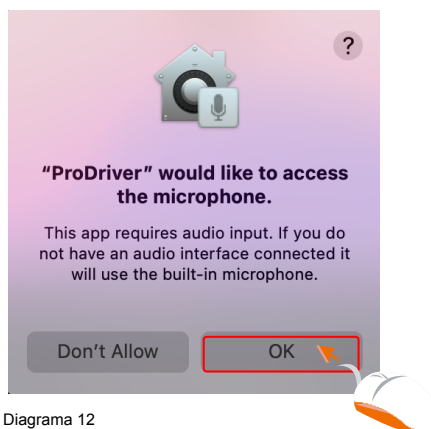 ?
“ProDriver” would like to access
the microphone.
This app requires audio input. If you do
not have an audio interface connected it
will use the built-in microphone.
Don’t Allow
OK
Diagrama 12